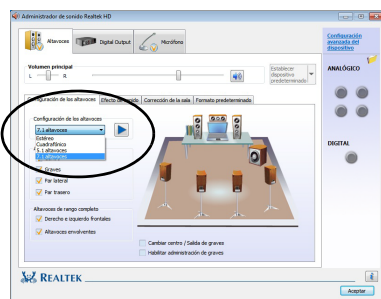 Administrador de sonido Realtek HD
Altavoces
Digital Output
Micrófono
Configuración avanzada del dispositivo
Volumen principal
L
R
Establecer dispositivo predeterminado
ANALÓGICO
Configuración de los altavoces
Efecto de sonido
Corrección de la sala
Formato predeterminado
Configuración de los altavoces
7.1 altavoces
Estéreo
Cuadrafónico
5.1 altavoces
7.1 altavoces
DIGITAL
Graves
Par lateral
Par trasero
Altavoces de rango completo
Derecho e izquierdo frontales
Altavoces envolventes
Cambiar centro / Salida de graves
Habilitar administración de graves
REALTEK
Aceptar